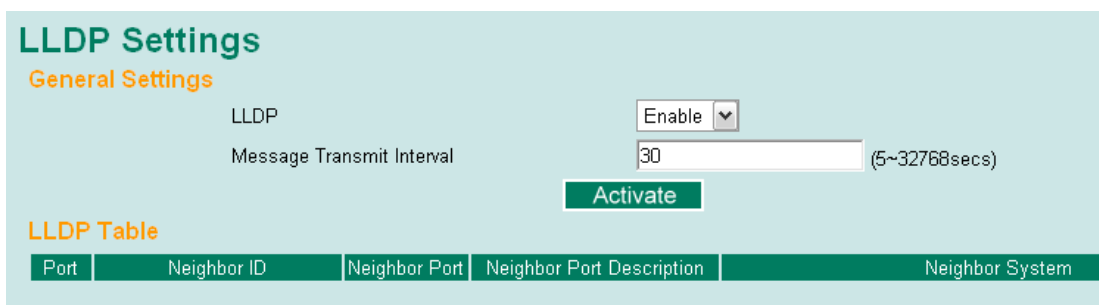 LLDP Settings
General Settings
LLDP Enable
Message Transmit Interval 30 (5~32768secs)
Activate
LLDP Table
Port Neighbor ID Neighbor Port Neighbor Port Description Neighbor System